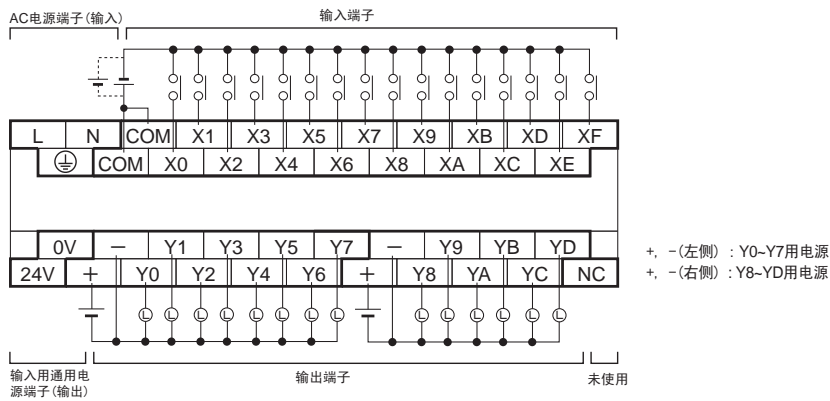 AC电源端子(输入)
输入端子
L N COM X1 X3 X5 X7 X9 XB XD XF
COM X0 X2 X4 X6 X8 XA XC XE
0V − Y1 Y3 Y5 Y7 − Y9 YB YD
24V + Y0 Y2 Y4 Y6 + Y8 YA YC NC
+, −(左侧) : Y0~Y7用电源
+, −(右侧) : Y8~YD用电源
L L L L L L L L L L L L L L
输入用通用电
源端子(输出)
输出端子
未使用